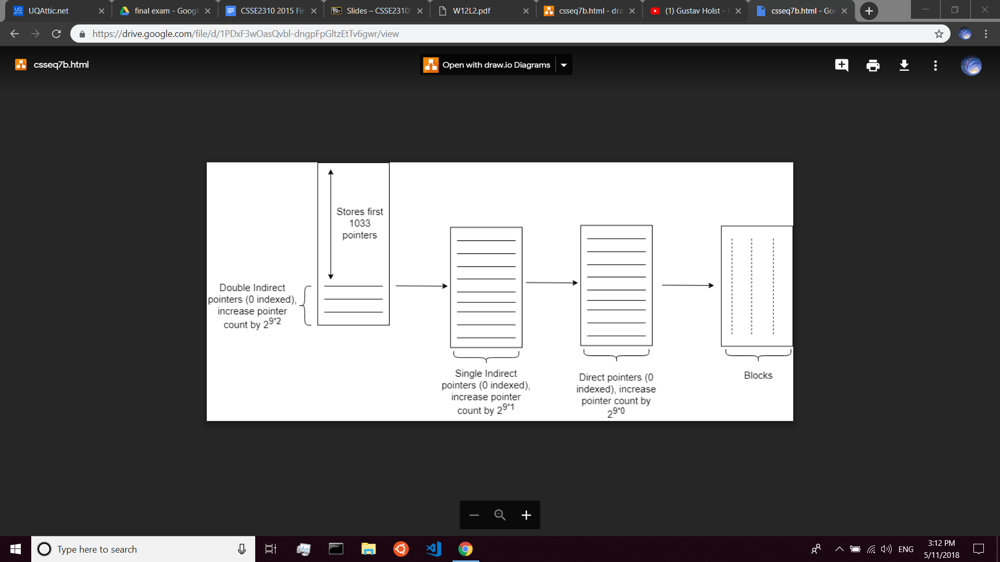 UQAttic.net
final exam - Googl
CSSE2310 2015 Fin
Slides – CSSE2310S
W12L2.pdf
csseq7b.html - dra
(1) Gustav Holst -
csseq7b.html - Goo
https://drive.google.com/file/d/1PDxF3wOasQvbl-dngpFpGltzEtTv6gwr/view
csseq7b.html
Open with draw.io Diagrams
Stores first
1033
pointers
Double Indirect
pointers (0 indexed),
increase pointer
count by 2^9*2
Single Indirect
pointers (0 indexed),
increase pointer
count by 2^9*1
Direct pointers (0
indexed), increase
pointer count by
2^9*0
Blocks
Type here to search
ENG
3:12 PM
5/11/2018